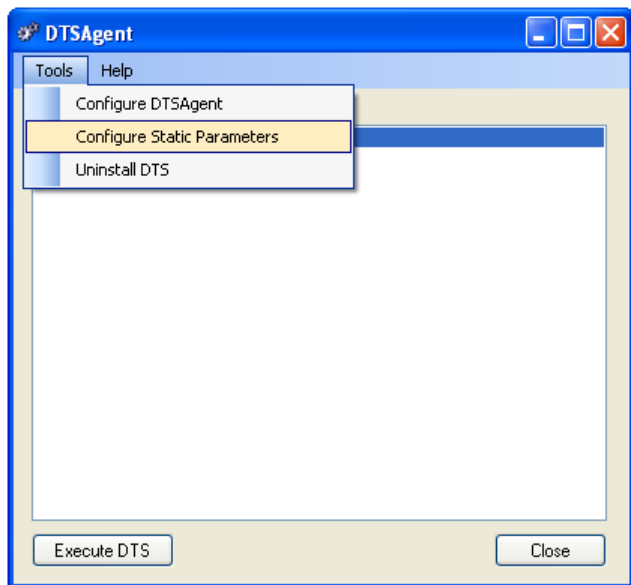 DTSAgent
Tools Help
Configure DTSAgent
Configure Static Parameters
Uninstall DTS
Execute DTS Close